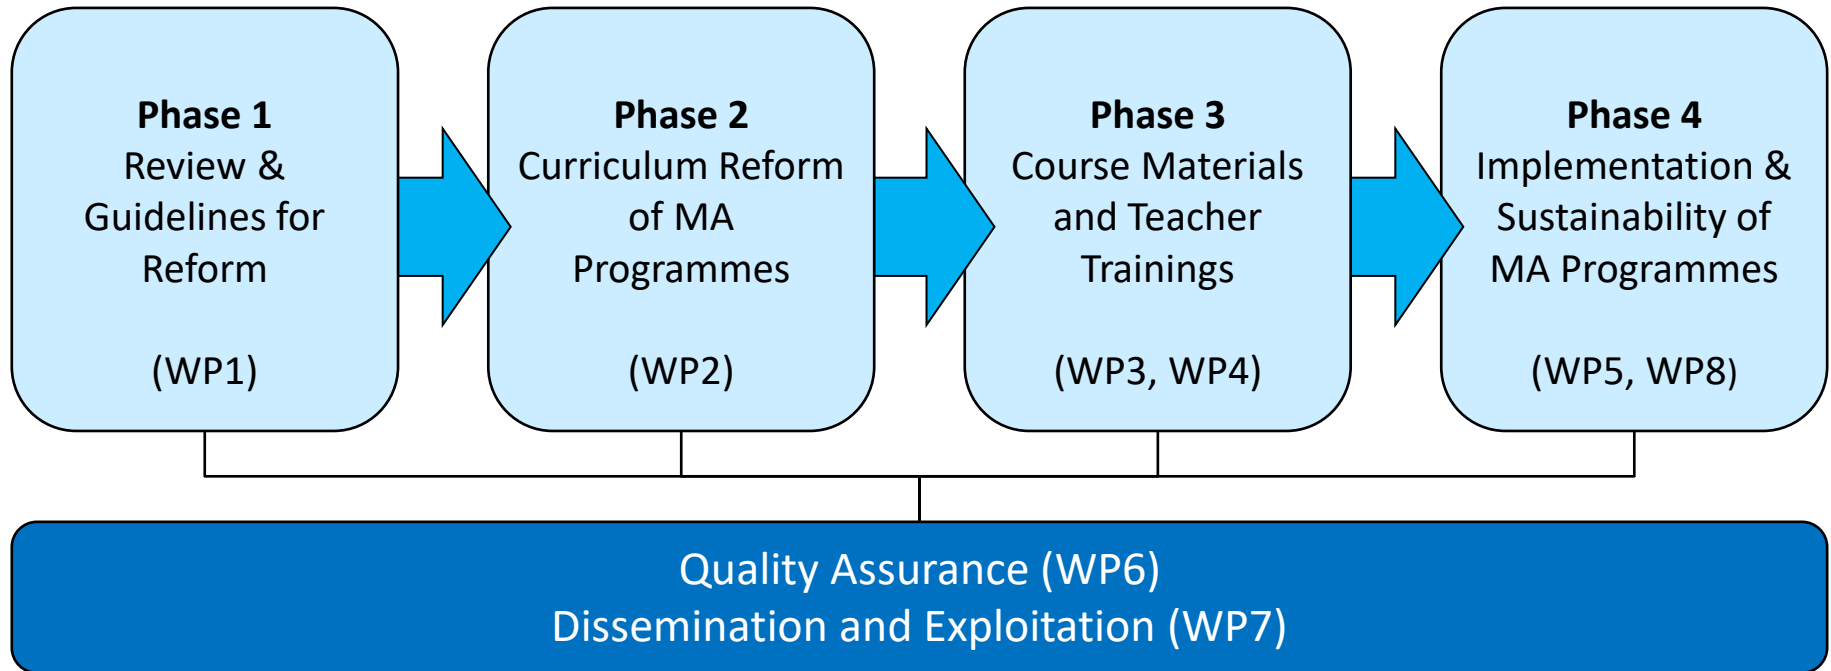 Phase 1
Review &
Guidelines for
Reform
(WP1)
Phase 2
Curriculum Reform
of MA
Programmes
(WP2)
Phase 3
Course Materials
and Teacher
Trainings
(WP3, WP4)
Phase 4
Implementation &
Sustainability of
MA Programmes
(WP5, WP8)
Quality Assurance (WP6)
Dissemination and Exploitation (WP7)